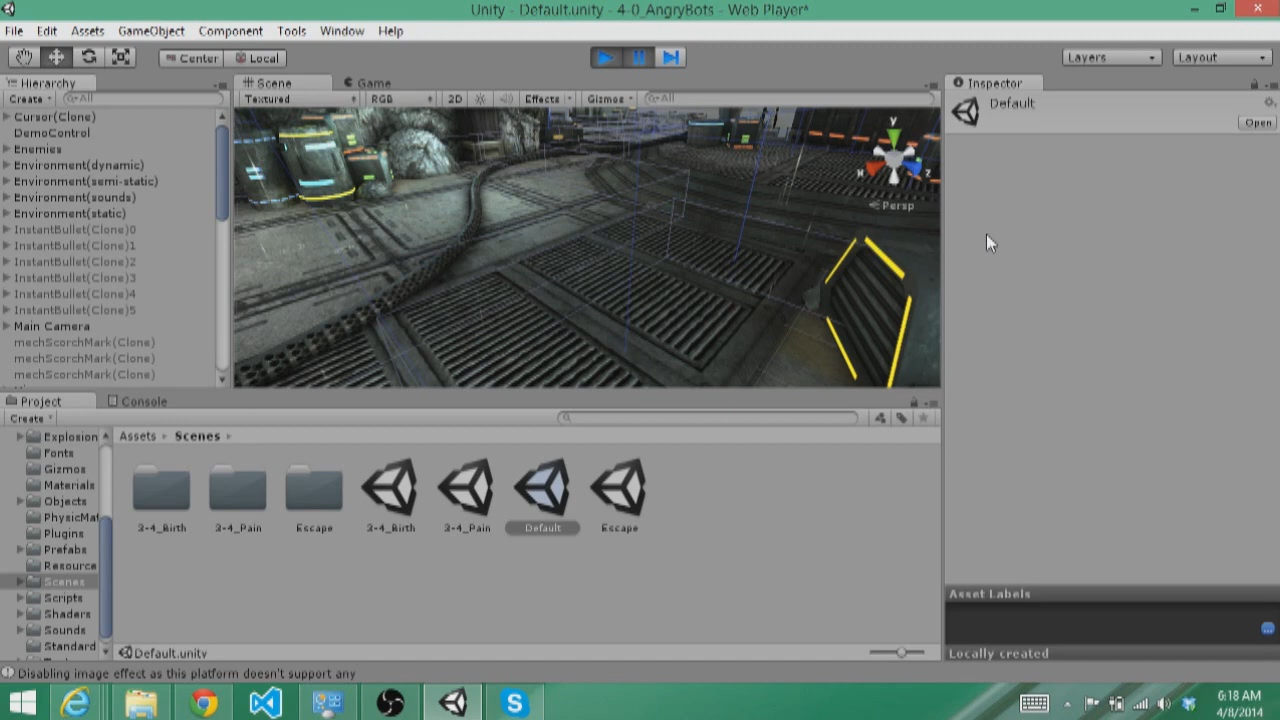 Unity - Default.unity - 4-0_AngryBots - Web Player*
File Edit Assets GameObject Component Tools Window Help
Center Local Layers Layout
Hierarchy
Create All
Cursor(Clone)
DemoControl
Enemies
Environment(dynamic)
Environment(semi-static)
Environment(sounds)
Environment(static)
InstantBullet(Clone)0
InstantBullet(Clone)1
InstantBullet(Clone)2
InstantBullet(Clone)3
InstantBullet(Clone)4
InstantBullet(Clone)5
Main Camera
mechScorchMark(Clone)
mechScorchMark(Clone)
mechScorchMark(Clone)
Scene Game
Textured RGB 2D Effects Gizmos All
y
z
Persp
Inspector
Default
Open
Project Console
Create
Explosion
Fonts
Gizmos
Materials
Objects
PhysicMat
Plugins
Prefabs
Resource
Scenes
Scripts
Shaders
Sounds
Standard
Assets Scenes
3-4_Birth 3-4_Pain Escape 3-4_Birth 3-4_Pain Default Escape
Default.unity
Asset Labels
Locally created
Disabling image effect as this platform doesn't support any
6:18 AM
4/8/2014